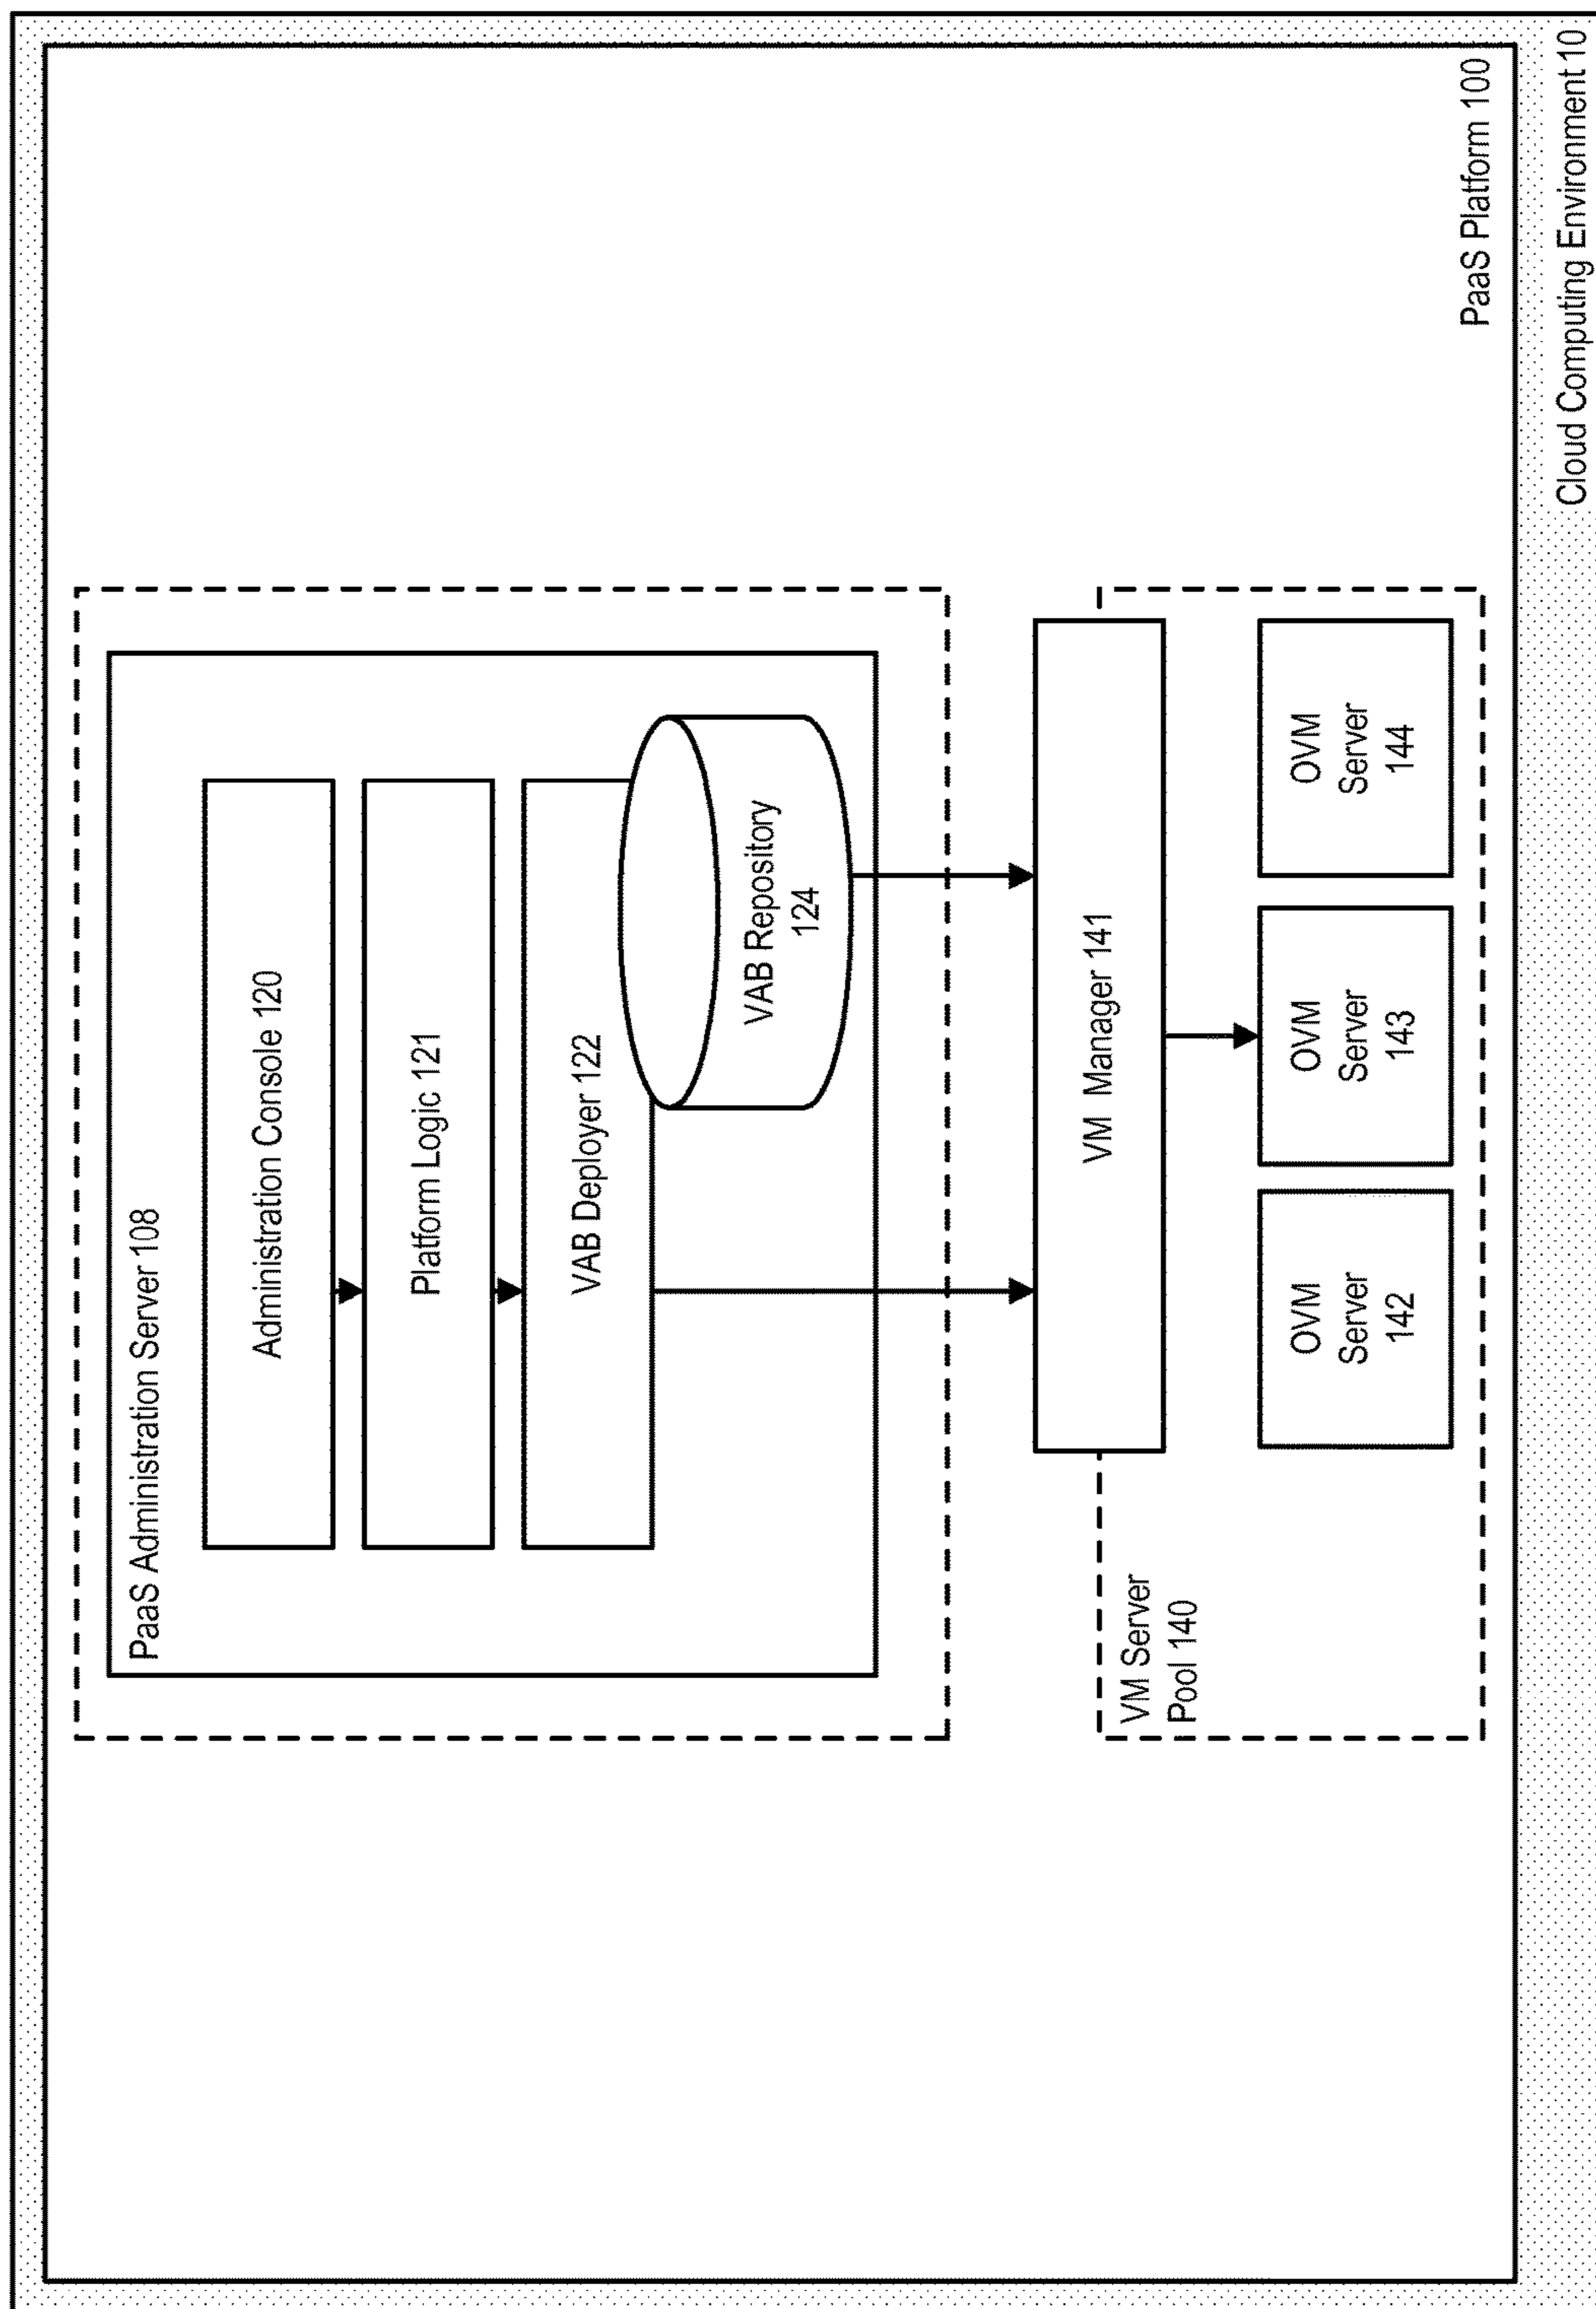 PaaS Administration Server 108
Administration Console 120
Platform Logic 121
VAB Deployer 122
VAB Repository
124
VM Manager 141
VM Server
Pool 140
OVM
Server
142
OVM
Server
143
OVM
Server
144
PaaS Platform 100
Cloud Computing Environment 10